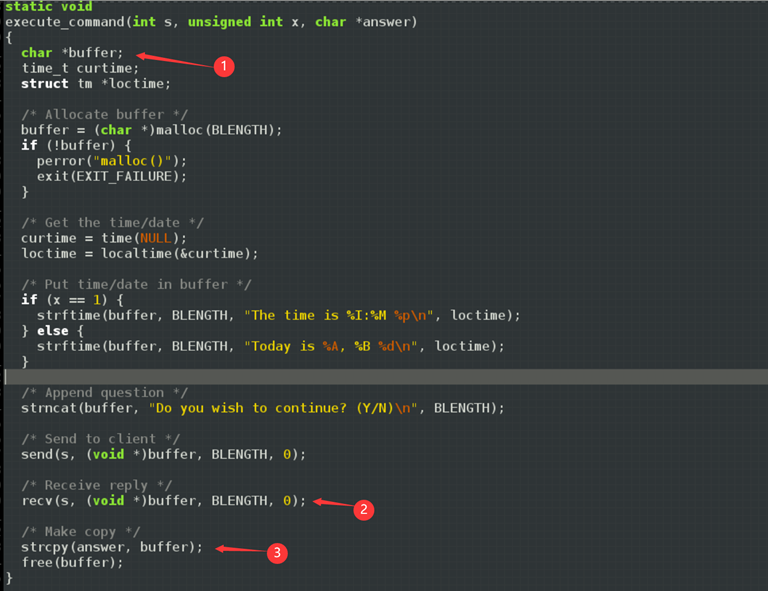 static void
execute_command(int s, unsigned int x, char *answer)
{
char *buffer;
1
time_t curtime;
struct tm *loctime;
/* Allocate buffer */
buffer = (char *)malloc(BLENGTH);
if (!buffer) {
perror("malloc()");
exit(EXIT_FAILURE);
}
/* Get the time/date */
curtime = time(NULL);
loctime = localtime(&curtime);
/* Put time/date in buffer */
if (x == 1) {
strftime(buffer, BLENGTH, "The time is %I:%M %p\n", loctime);
} else {
strftime(buffer, BLENGTH, "Today is %A, %B %d\n", loctime);
}
/* Append question */
strncat(buffer, "Do you wish to continue? (Y/N)\n", BLENGTH);
/* Send to client */
send(s, (void *)buffer, BLENGTH, 0);
/* Receive reply */
recv(s, (void *)buffer, BLENGTH, 0);
2
/* Make copy */
strcpy(answer, buffer);
3
free(buffer);
}